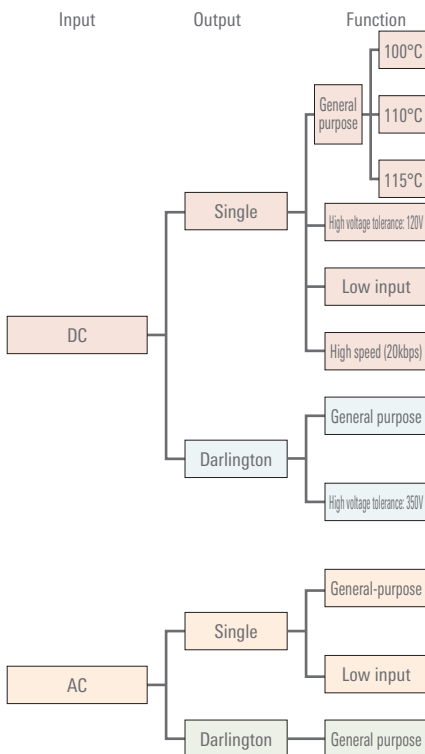 Input Output Function
100°C
General
purpose
110°C
115°C
Single
High voltage tolerance: 120V
Low input
DC
High speed (20kbps)
General purpose
Darlington
High voltage tolerance: 350V
General-purpose
Single
Low input
AC
Darlington
General purpose